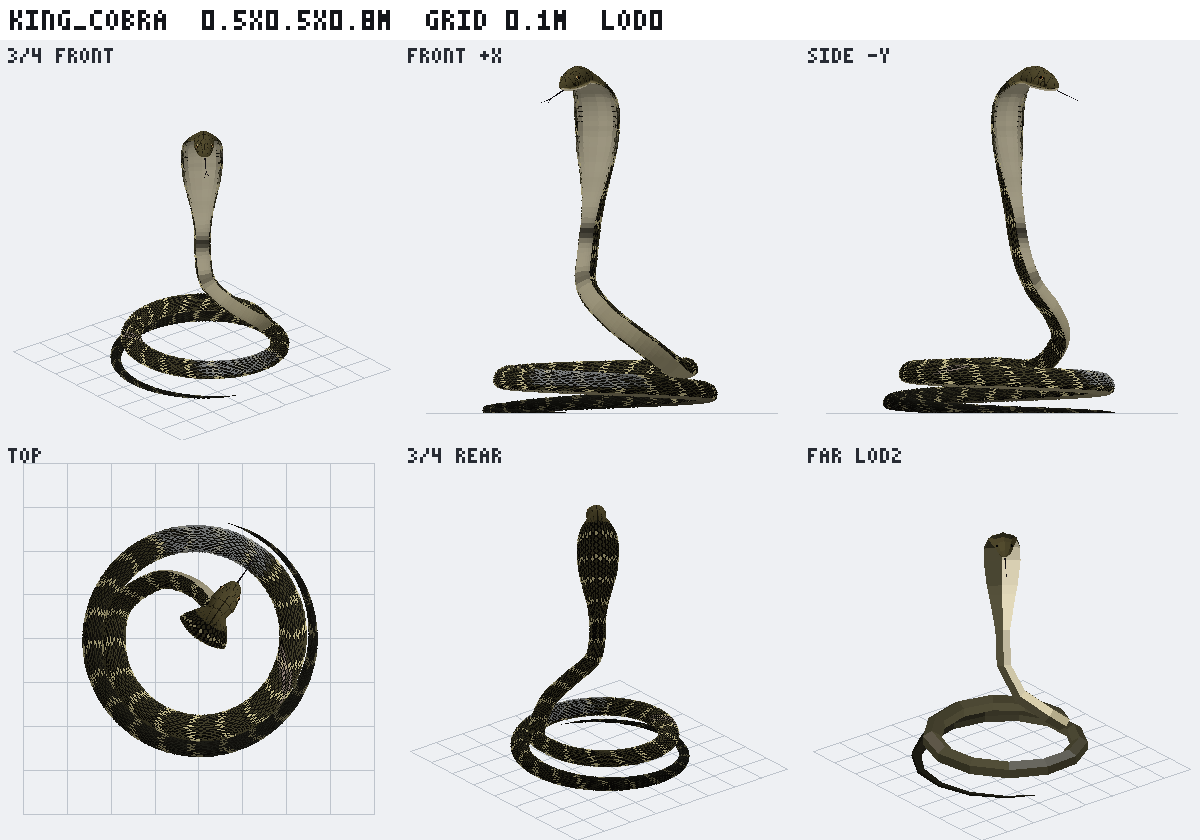 KING_COBRA 0.5X0.5X0.8M GRID 0.1M LOD0
3/4 FRONT
FRONT +X
SIDE -Y
TOP
3/4 REAR
FAR LOD2